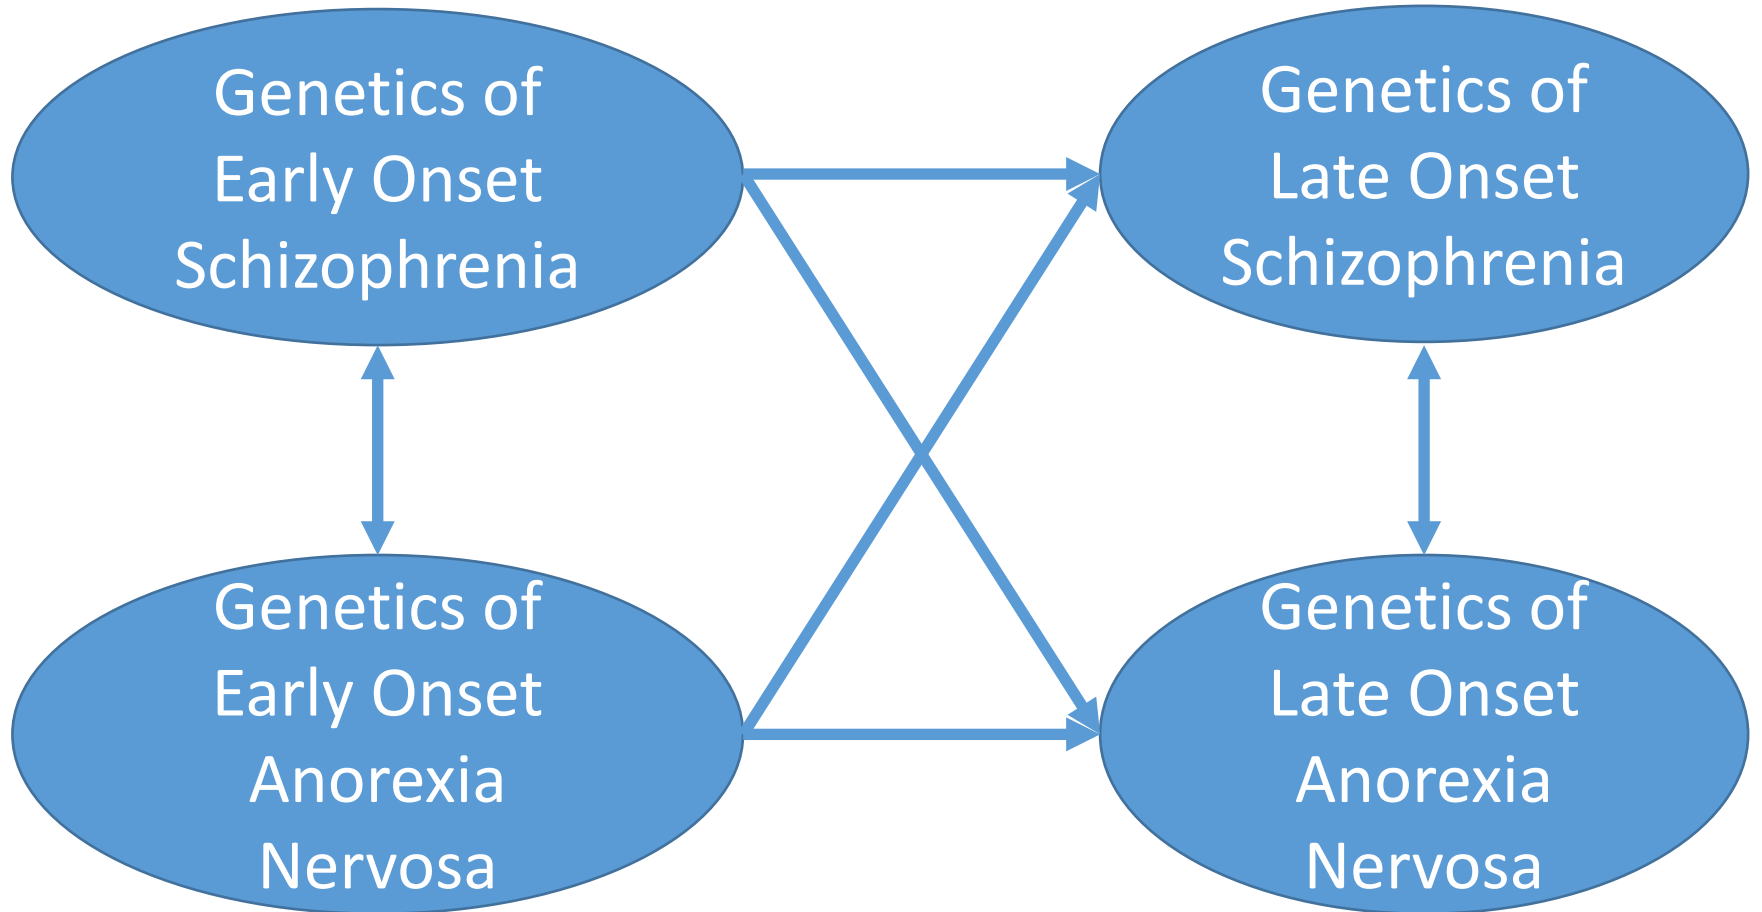 Genetics of
Early Onset
Schizophrenia
Genetics of
Late Onset
Schizophrenia
Genetics of
Early Onset
Anorexia
Nervosa
Genetics of
Late Onset
Anorexia
Nervosa